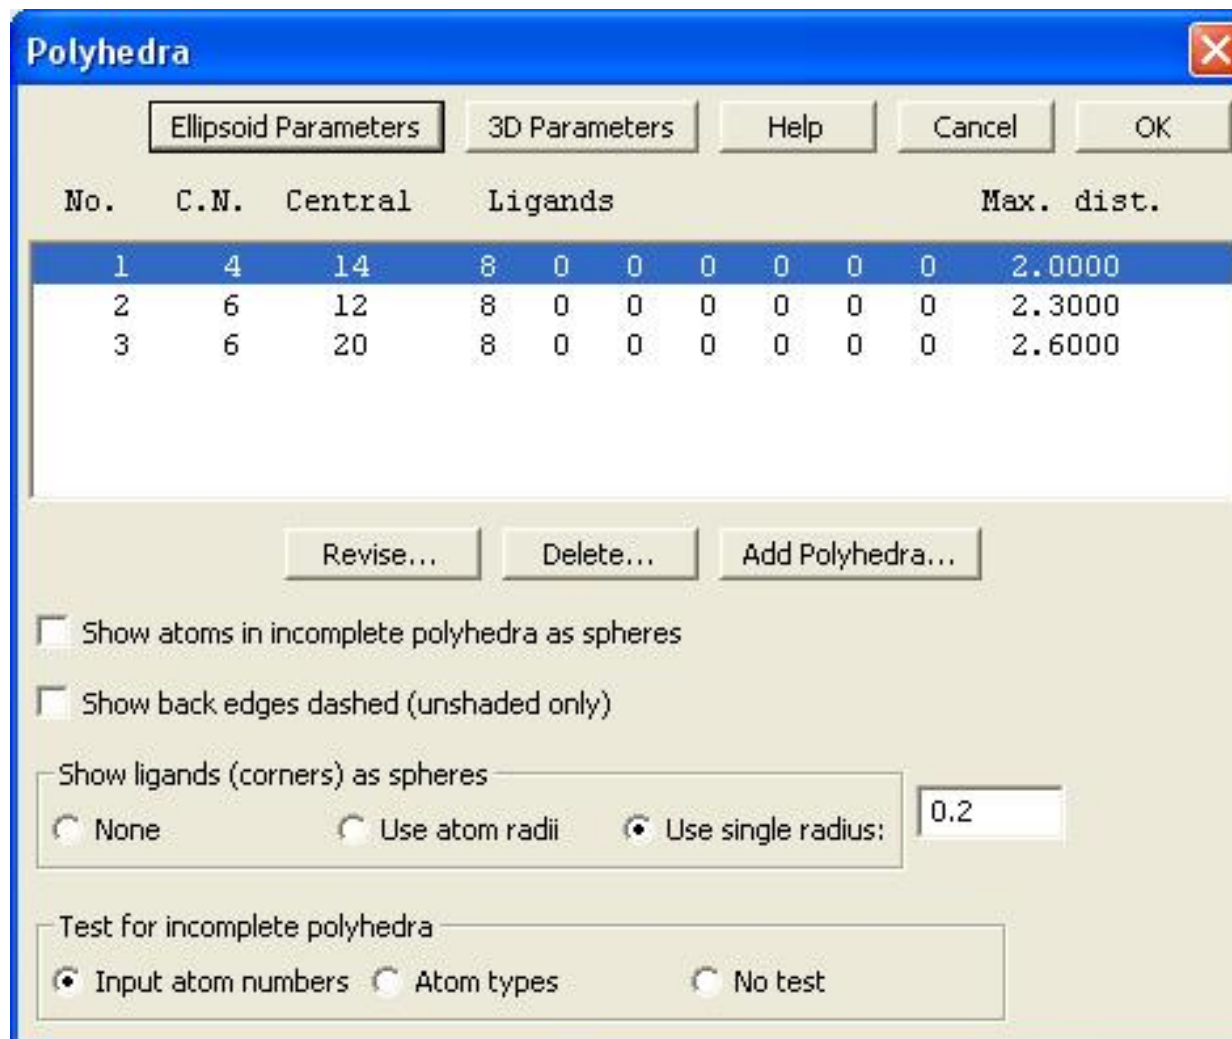 Polyhedra
Ellipsoid Parameters 3D Parameters Help Cancel OK
No. C.N. Central Ligands Max. dist.
1 4 14 8 0 0 0 0 0 0 2.0000
2 6 12 8 0 0 0 0 0 0 2.3000
3 6 20 8 0 0 0 0 0 0 2.6000
Revise... Delete... Add Polyhedra...
Show atoms in incomplete polyhedra as spheres
Show back edges dashed (unshaded only)
Show ligands (corners) as spheres
None Use atom radii Use single radius: 0.2
Test for incomplete polyhedra
Input atom numbers Atom types No test